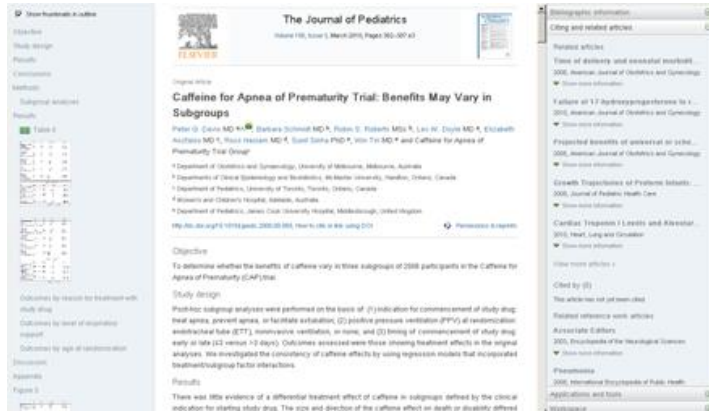 Show thumbnails in outline
Objective
Study design
Results
Conclusions
Methods
Subgroup analyses
Results
Table II
Outcomes by reason for treatment with
study drug
Outcomes by level of respiratory
support
Outcomes by age at randomization
Discussion
Appendix
Figure 3
ELSEVIER
The Journal of Pediatrics
March 2010, Pages
Original Article
Caffeine for Apnea of Prematurity Trial: Benefits May Vary in
Subgroups
Peter G. Davis MD, Barbara Schmidt MD, Robin S. Roberts MSc, Lex W. Doyle MD, Elizabeth
Asztalos MD, Ross Haslam MD, Sunil Sinha PhD, Win Tin MD and Caffeine for Apnea of
Prematurity Trial Group
Department of Obstetrics and Gynaecology, University of Melbourne, Melbourne, Australia
Departments of Clinical Epidemiology and Biostatistics, McMaster University, Hamilton, Ontario, Canada
Department of Pediatrics, University of Toronto, Toronto, Ontario, Canada
Women's and Children's Hospital, Adelaide, Australia
Department of Pediatrics, James Cook University Hospital, Middlesbrough, United Kingdom
How to cite or link using DOI
Permissions & reprints
Objective
To determine whether the benefits of caffeine vary in three subgroups of 2006 participants in the Caffeine for
Apnea of Prematurity (CAP) trial.
Study design
Post-hoc subgroup analyses were performed on the basis of: (1) indication for commencement of study drug:
treat apnea, prevent apnea, or facilitate extubation; (2) positive pressure ventilation (PPV) at randomization:
endotracheal tube (ETT), noninvasive ventilation, or none; and (3) timing of commencement of study drug:
early or late (≤3 versus >3 days). Outcomes assessed were those showing treatment effects in the original
analyses. We investigated the consistency of caffeine effects by using regression models that incorporated
treatment/subgroup factor interactions.
Results
There was little evidence of a differential treatment effect of caffeine in subgroups defined by the clinical
indication for starting study drug. The size and direction of the caffeine effect on death or disability differed
Bibliographic information
Citing and related articles
Related articles
Time of delivery and neonatal morbidit...
2008, American Journal of Obstetrics and Gynecology
Show more information
Failure of 17-hydroxyprogesterone to r...
2010, American Journal of Obstetrics and Gynecology
Show more information
Projected benefits of universal or sche...
2008, American Journal of Obstetrics and Gynecology
Show more information
Growth Trajectories of Preterm Infants: ...
2008, Journal of Pediatric Health Care
Show more information
Cardiac Troponin I Levels and Alveolar...
2010, Heart, Lung and Circulation
Show more information
View more articles »
Cited by (0)
This article has not yet been cited.
Related reference work articles
Associate Editors
2003, Encyclopedia of the Neurological Sciences
Show more information
Pneumonia
2008, International Encyclopedia of Public Health
Applications and tools
Workspace